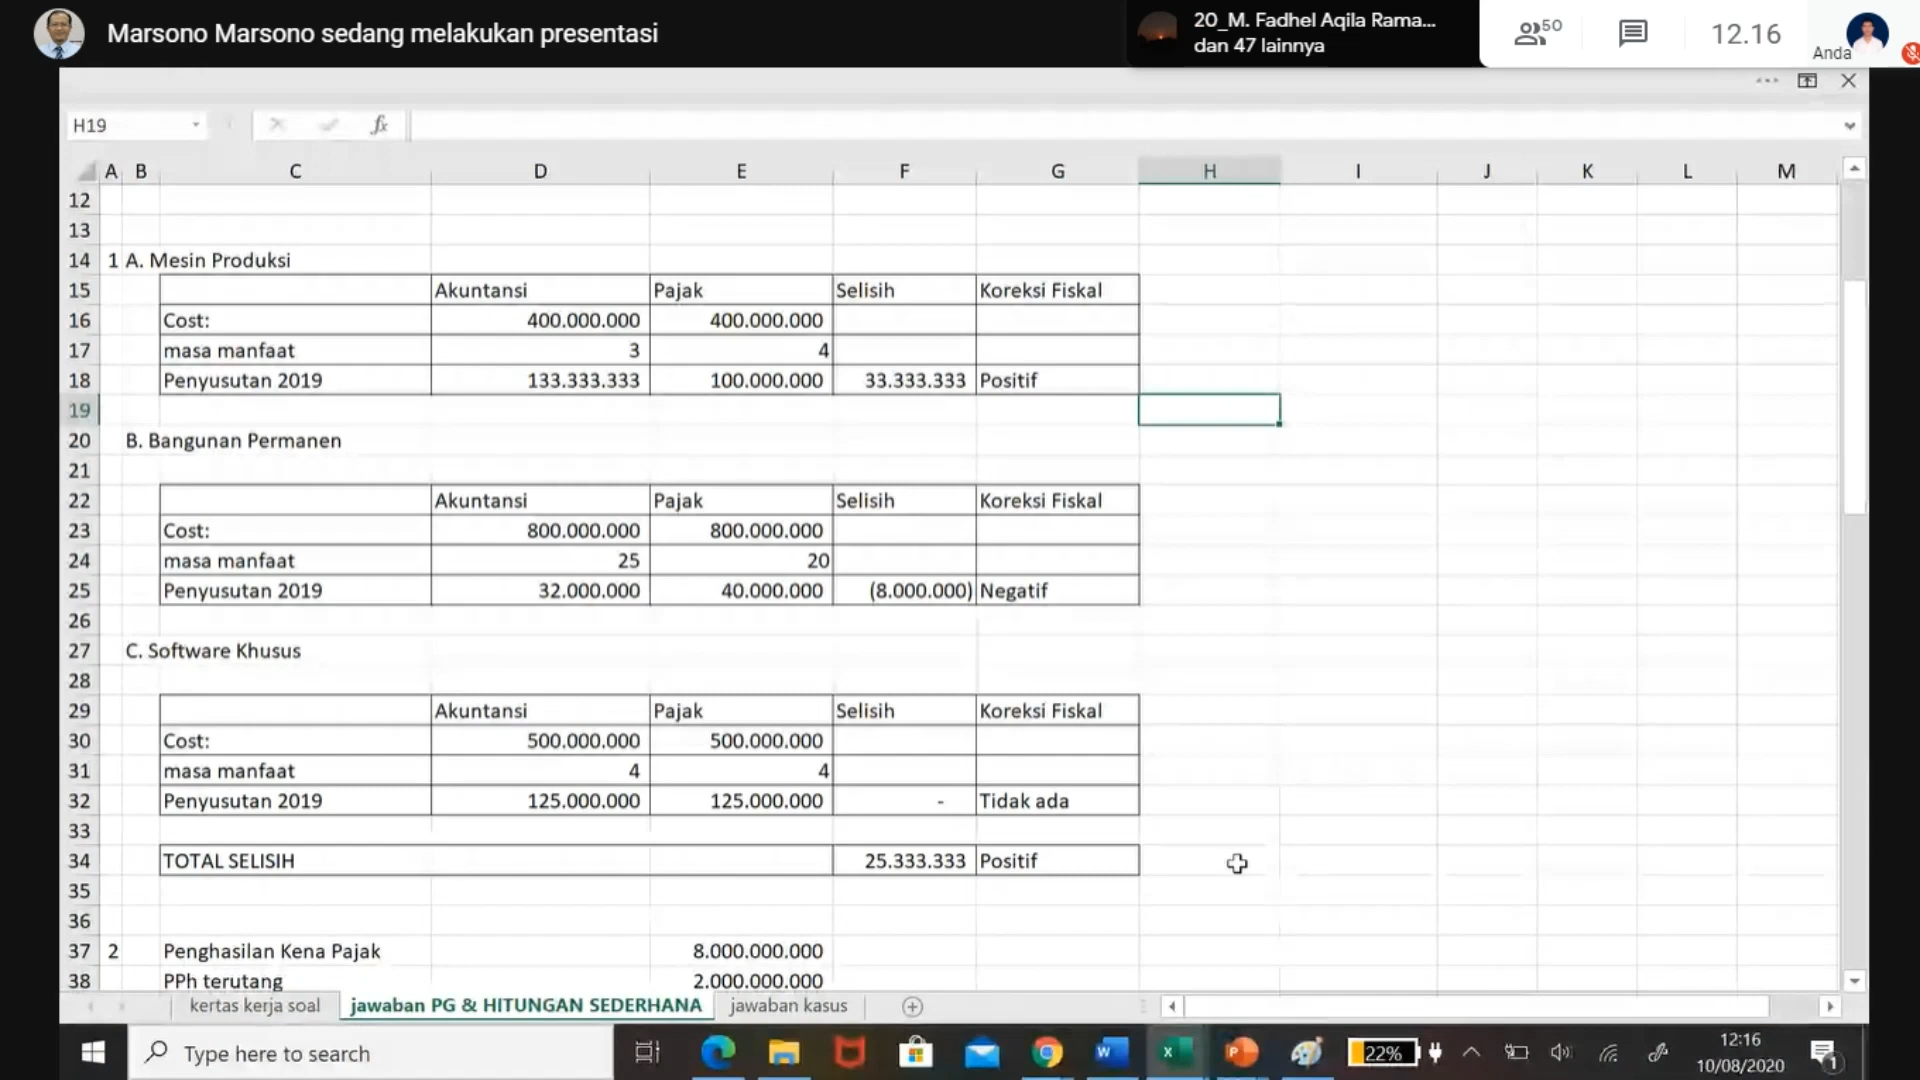 Marsono Marsono sedang melakukan presentasi
20_M. Fadhel Aqila Rama...
dan 47 lainnya
50
12.16
Anda
H19
fx
A B C D E F G H I J K L M
12
13
14 1 A. Mesin Produksi
15 Akuntansi Pajak Selisih Koreksi Fiskal
16 Cost: 400.000.000 400.000.000
17 masa manfaat 3 4
18 Penyusutan 2019 133.333.333 100.000.000 33.333.333 Positif
19
20 B. Bangunan Permanen
21
22 Akuntansi Pajak Selisih Koreksi Fiskal
23 Cost: 800.000.000 800.000.000
24 masa manfaat 25 20
25 Penyusutan 2019 32.000.000 40.000.000 (8.000.000) Negatif
26
27 C. Software Khusus
28
29 Akuntansi Pajak Selisih Koreksi Fiskal
30 Cost: 500.000.000 500.000.000
31 masa manfaat 4 4
32 Penyusutan 2019 125.000.000 125.000.000 - Tidak ada
33
34 TOTAL SELISIH 25.333.333 Positif
35
36
37 2 Penghasilan Kena Pajak 8.000.000.000
38 PPh terutang 2.000.000.000
kertas kerja soal jawaban PG & HITUNGAN SEDERHANA jawaban kasus
Type here to search
22%
12:16
10/08/2020
1